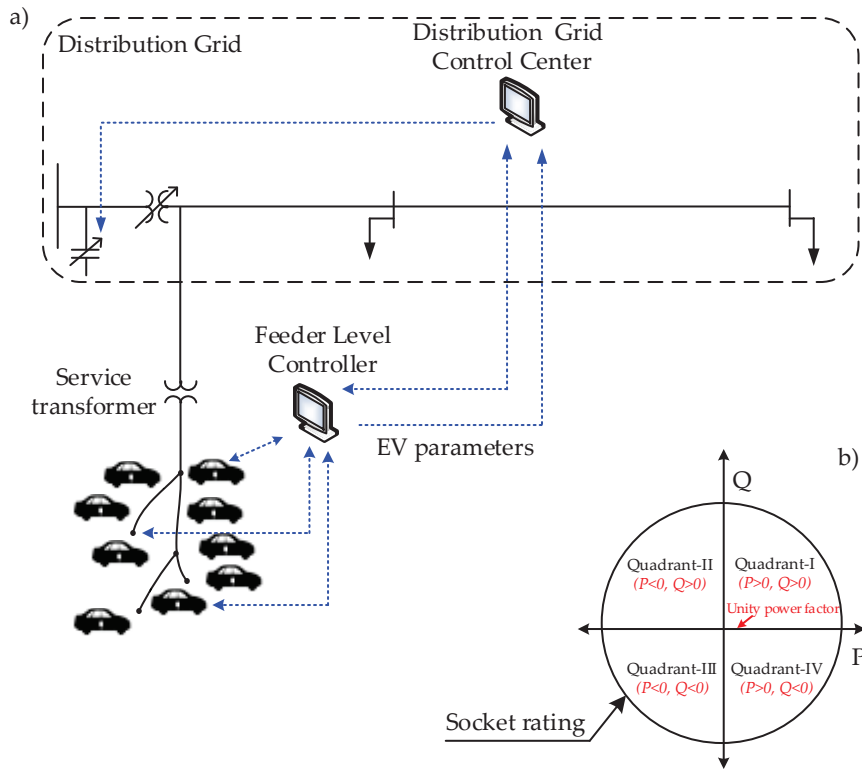 a)
Distribution Grid
Distribution Grid
Control Center
Feeder Level
Controller
Service
transformer
EV parameters
b)
Q
Quadrant-II
(P<0, Q>0)
Quadrant-I
(P>0, Q>0)
Unity power factor
P
Quadrant-III
(P<0, Q<0)
Quadrant-IV
(P>0, Q<0)
Socket rating